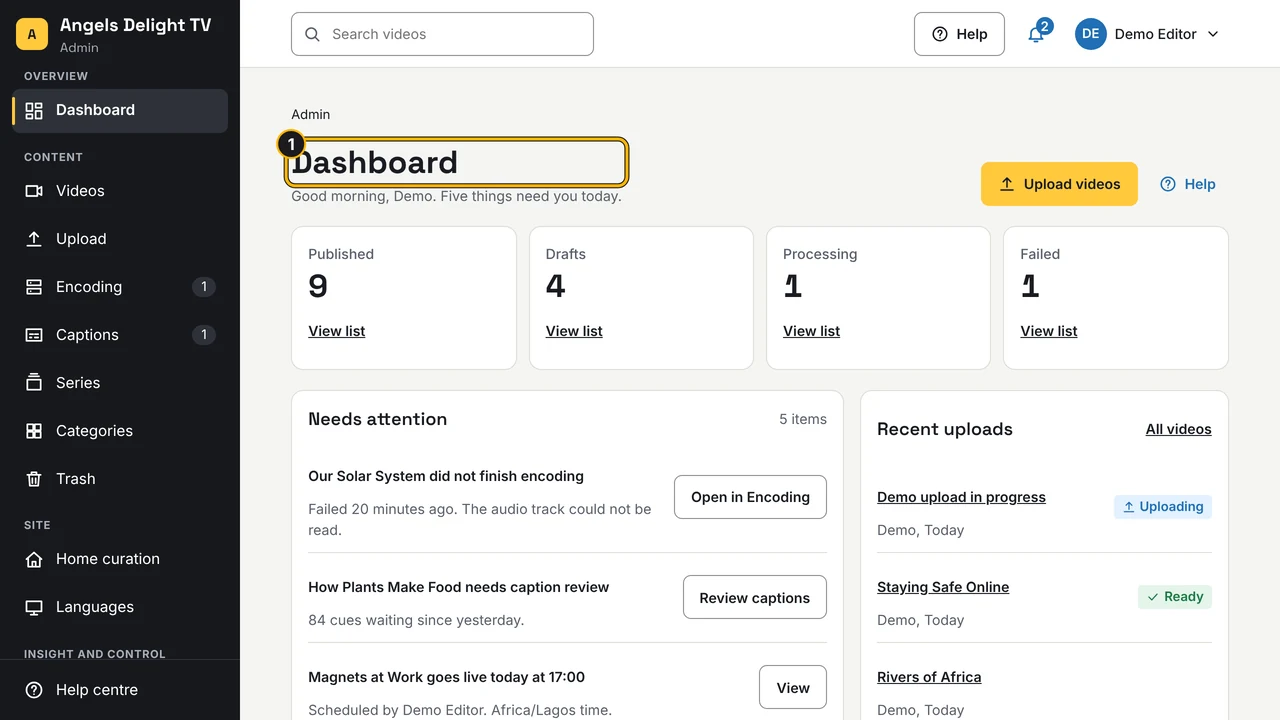 A
Angels Delight TV
Admin
OVERVIEW
Dashboard
CONTENT
Videos
Upload
Encoding 1
Captions 1
Series
Categories
Trash
SITE
Home curation
Languages
INSIGHT AND CONTROL
Help centre
Search videos
Help
2
DE Demo Editor
Admin
1
Dashboard
Good morning, Demo. Five things need you today.
Upload videos
Help
Published
9
View list
Drafts
4
View list
Processing
1
View list
Failed
1
View list
Needs attention
5 items
Our Solar System did not finish encoding
Failed 20 minutes ago. The audio track could not be
read.
Open in Encoding
How Plants Make Food needs caption review
84 cues waiting since yesterday.
Review captions
Magnets at Work goes live today at 17:00
Scheduled by Demo Editor. Africa/Lagos time.
View
Recent uploads
All videos
Demo upload in progress
Demo, Today
Uploading
Staying Safe Online
Demo, Today
Ready
Rivers of Africa
Demo, Today